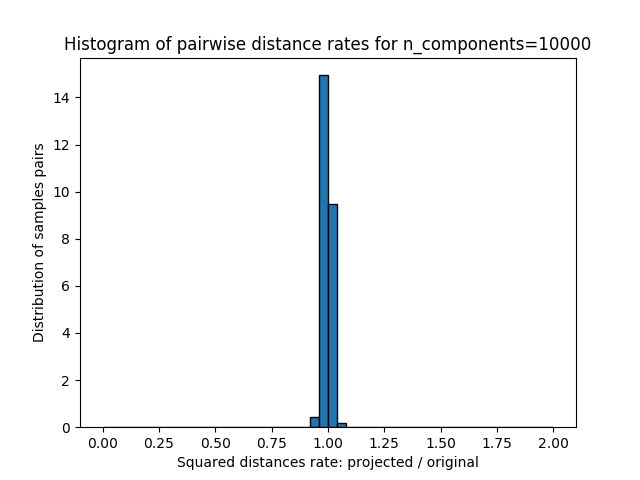 Histogram of pairwise distance rates for n_components=10000
Distribution of samples pairs
14
12
10
8
6
4
2
0
0.00 0.25 0.50 0.75 1.00 1.25 1.50 1.75 2.00
Squared distances rate: projected / original